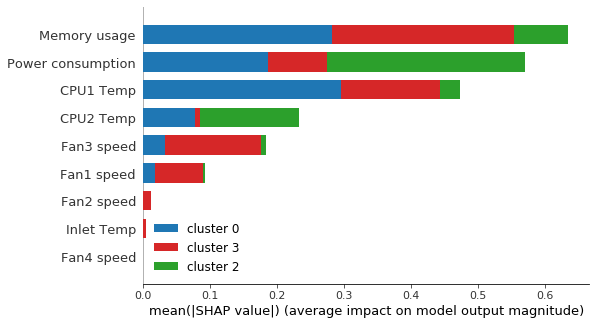 Memory usage
Power consumption
CPU1 Temp
CPU2 Temp
Fan3 speed
Fan1 speed
Fan2 speed
Inlet Temp
Fan4 speed
cluster 0
cluster 3
cluster 2
0.0 0.1 0.2 0.3 0.4 0.5 0.6
mean(|SHAP value|) (average impact on model output magnitude)